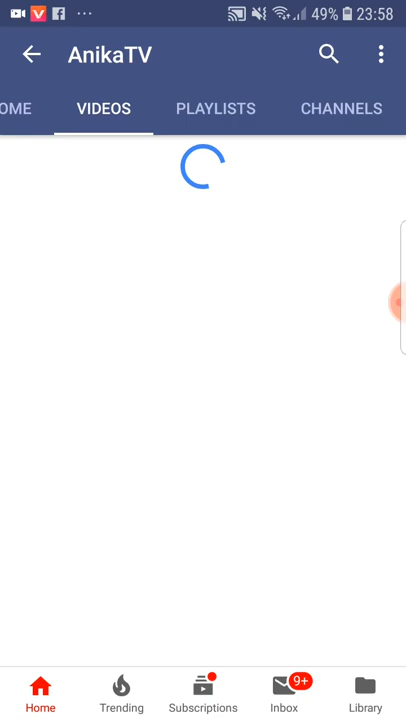 49% 23:58
AnikaTV
OME VIDEOS PLAYLISTS CHANNELS
9+
Home Trending Subscriptions Inbox Library